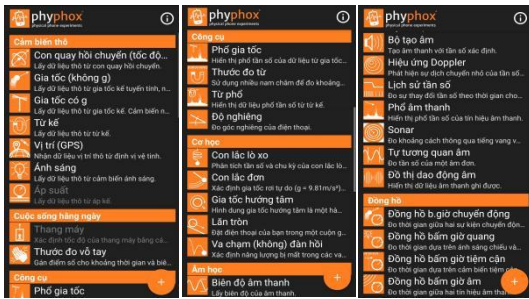 phyphox
physical phone experiments
Cảm biến thô
Con quay hồi chuyển (tốc độ...
Lấy dữ liệu thô từ con quay hồi chuyển.
Gia tốc (không g)
Lấy dữ liệu thô từ gia tốc kế tuyến tính, n...
Gia tốc có g
Lấy dữ liệu thô từ gia tốc kế. Cảm biến n...
Từ kế
Lấy dữ liệu thô từ từ kế.
Vị trí (GPS)
Nhận dữ liệu vị trí thô từ định vị vệ tinh.
Ánh sáng
Lấy dữ liệu thô từ cảm biến ánh sáng.
Áp suất
Lấy dữ liệu thô từ áp kế.
Cuộc sống hằng ngày
Thang máy
Xác định tốc độ của thang máy bằng cá...
Thước đo vỗ tay
Gán điểm số cho khoảng thời gian và biê...
Công cụ
Phổ gia tốc
phyphox
physical phone experiments
Công cụ
Phổ gia tốc
Hiển thị phổ tần số của dữ liệu từ gia tốc...
Thước đo từ
Sử dụng nhiều nam châm để đo khoảng...
Từ phổ
Hiển thị dữ liệu phổ tần số từ từ kế.
Độ nghiêng
Đo góc nghiêng của điện thoại.
Cơ học
Con lắc lò xo
Phân tích tần số và chu kỳ của con lắc lò...
Con lắc đơn
Xác định gia tốc rơi tự do (g = 9.81m/s²)...
Gia tốc hướng tâm
Hình dung gia tốc hướng tâm là một hà...
Lăn tròn
Đặt điện thoại của bạn trong một cuộn g...
Va chạm (không) đàn hồi
Xác định năng lượng bị mất trong các va...
Âm học
Biên độ âm thanh
Lấy biên độ của âm thanh.
phyphox
physical phone experiments
Bộ tạo âm
Tạo âm thanh với tần số xác định.
Hiệu ứng Doppler
Phát hiện sự dịch chuyển nhỏ của tần số...
Lịch sử tần số
Đo sự thay đổi tần số theo thời gian cho...
Phổ âm thanh
Hiển thị phổ tần số của tín hiệu âm thanh...
Sonar
Đo khoảng cách thông qua tiếng vang v...
Tự tương quan âm
Đo tần số của một âm đơn.
Đồ thị dao động âm
Hiển thị dữ liệu âm thanh ghi được.
Đồng hồ
Đồng hồ b.giờ chuyển động
Đo thời gian giữa hai sự kiện chuyển độn...
Đồng hồ bấm giờ quang
Đo thời gian dựa trên ánh sáng chiếu và...
Đồng hồ bấm giờ tiệm cận
Đo thời gian dựa trên cảm biến tiệm cận...
Đồng hồ bấm giờ âm
Đo thời gian giữa hai tín hiệu âm than...